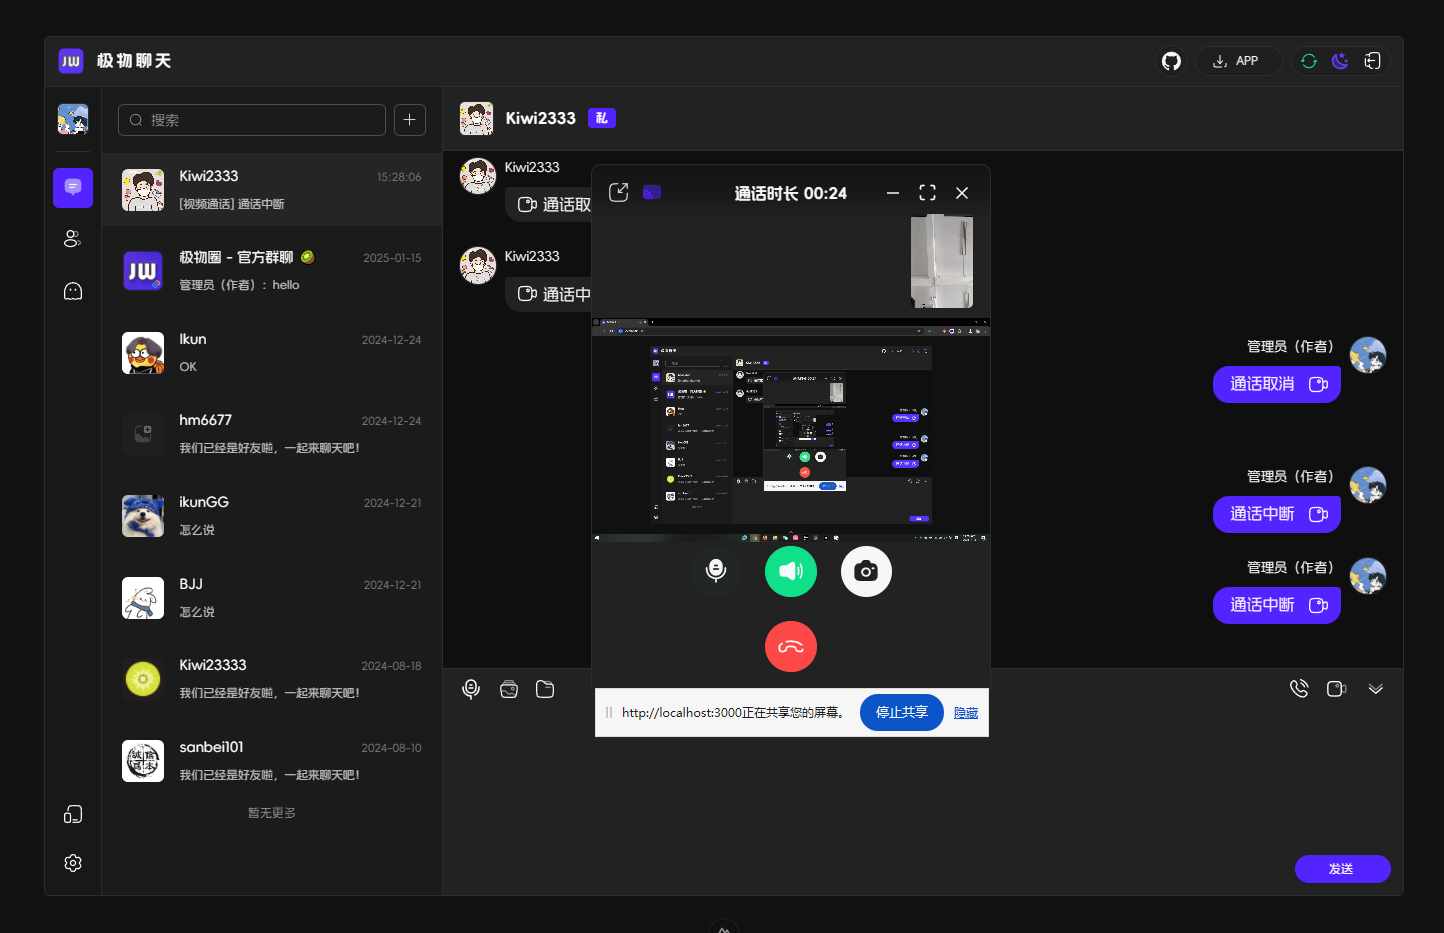 JW 极物聊天
APP
搜索
Kiwi2333
15:28:06
[视频通话] 通话中断
JW
极物圈 - 官方群聊 🥝
2025-01-15
管理员（作者）: hello
Ikun
2024-12-24
OK
hm6677
2024-12-24
我们已经是好友啦，一起来聊天吧！
ikunGG
2024-12-21
怎么说
BJJ
2024-12-21
怎么说
Kiwi23333
2024-08-18
我们已经是好友啦，一起来聊天吧！
sanbei101
2024-08-10
我们已经是好友啦，一起来聊天吧！
暂无更多
Kiwi2333 私
Kiwi2333
通话取
Kiwi2333
通话中
通话时长 00:24
管理员（作者）
通话取消
管理员（作者）
通话中断
管理员（作者）
通话中断
http://localhost:3000正在共享您的屏幕。
停止共享
隐藏
发送